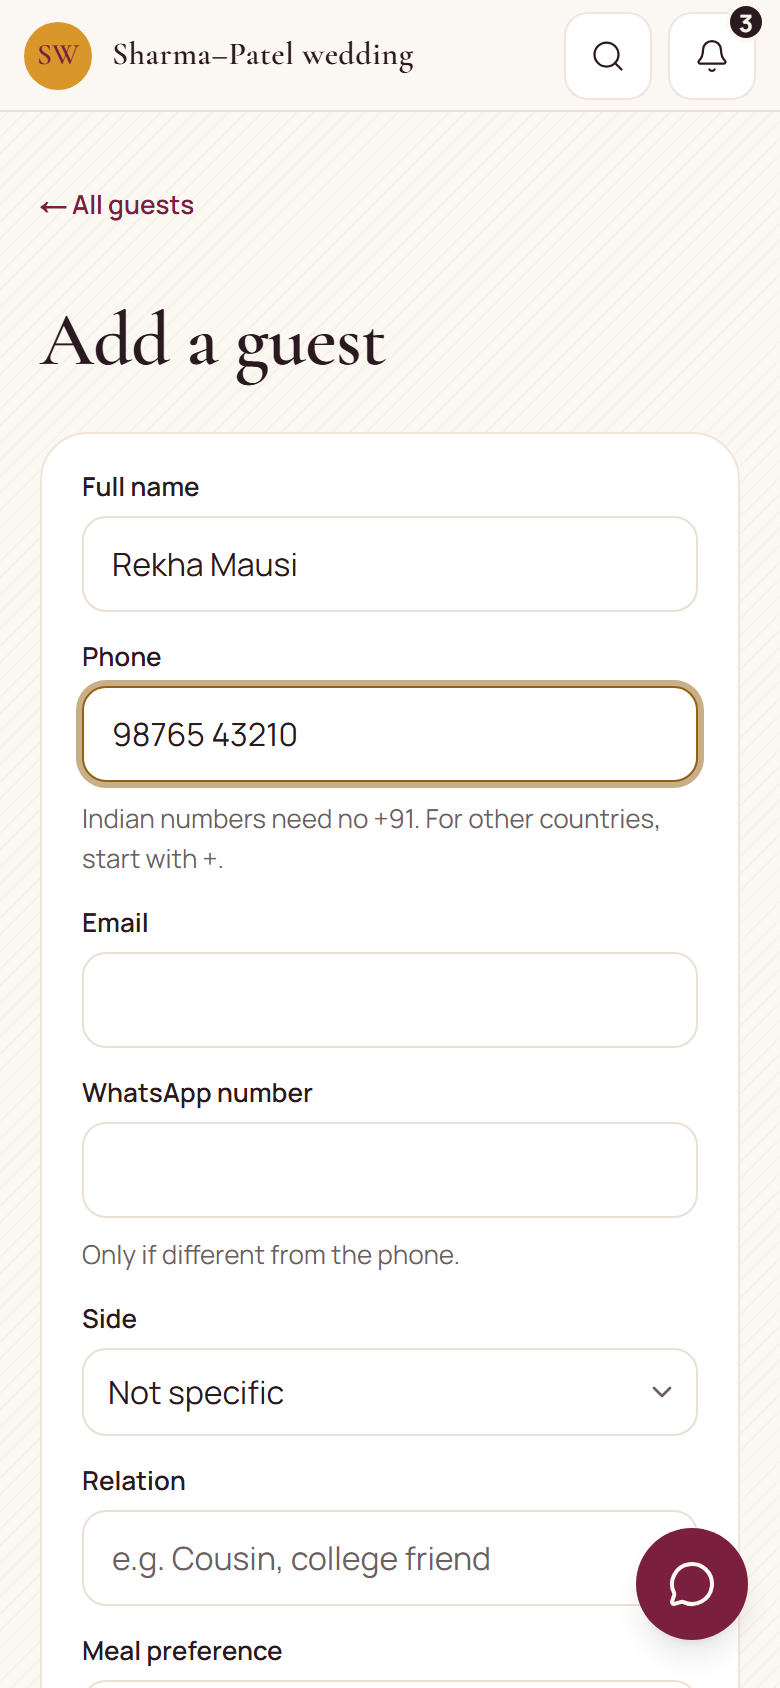 SW
Sharma–Patel wedding
3
← All guests
Add a guest
Full name
Rekha Mausi
Phone
98765 43210
Indian numbers need no +91. For other countries,
start with +.
Email
WhatsApp number
Only if different from the phone.
Side
Not specific
Relation
e.g. Cousin, college friend
Meal preference